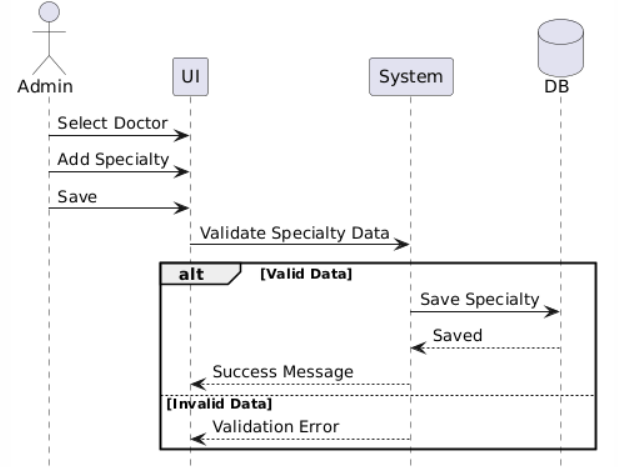 Admin
UI
System
DB
Select Doctor
Add Specialty
Save
Validate Specialty Data
alt
[Valid Data]
Save Specialty
Saved
Success Message
[Invalid Data]
Validation Error